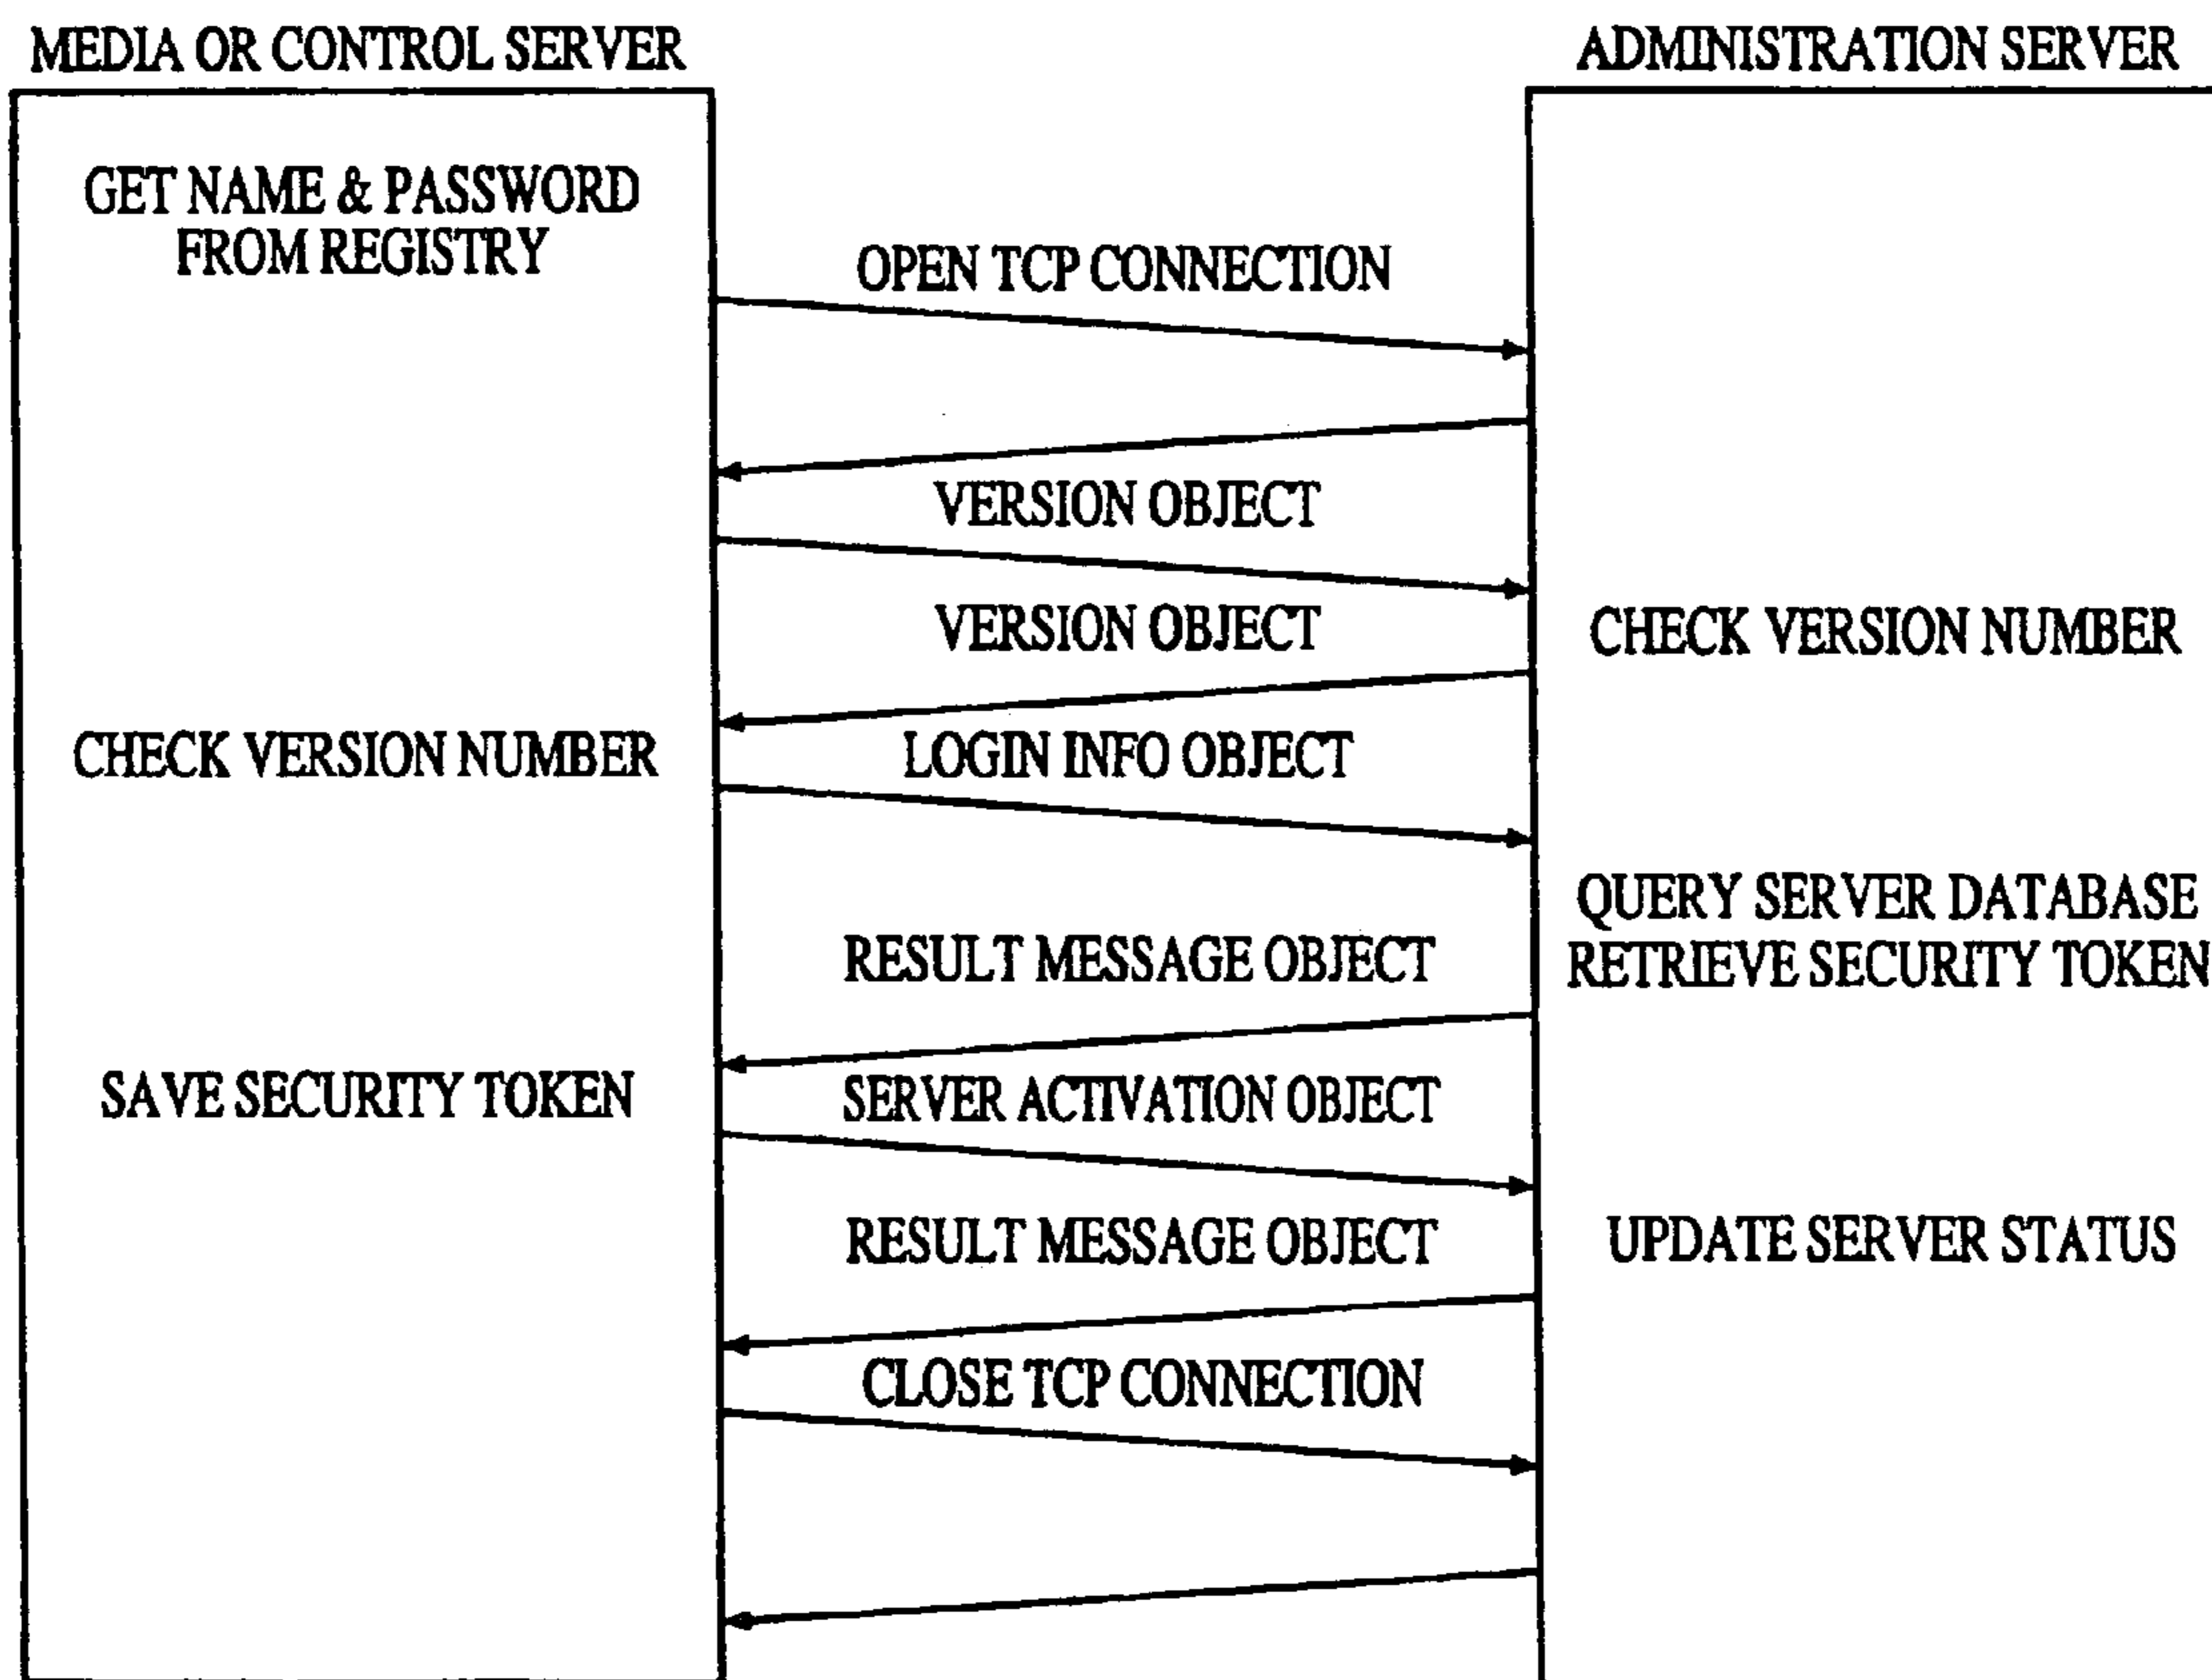 MEDIA OR CONTROL SERVER
ADMINISTRATION SERVER
GET NAME & PASSWORD
FROM REGISTRY
OPEN TCP CONNECTION
VERSION OBJECT
VERSION OBJECT
CHECK VERSION NUMBER
CHECK VERSION NUMBER
LOGIN INFO OBJECT
QUERY SERVER DATABASE
RETRIEVE SECURITY TOKEN
RESULT MESSAGE OBJECT
SAVE SECURITY TOKEN
SERVER ACTIVATION OBJECT
RESULT MESSAGE OBJECT
UPDATE SERVER STATUS
CLOSE TCP CONNECTION